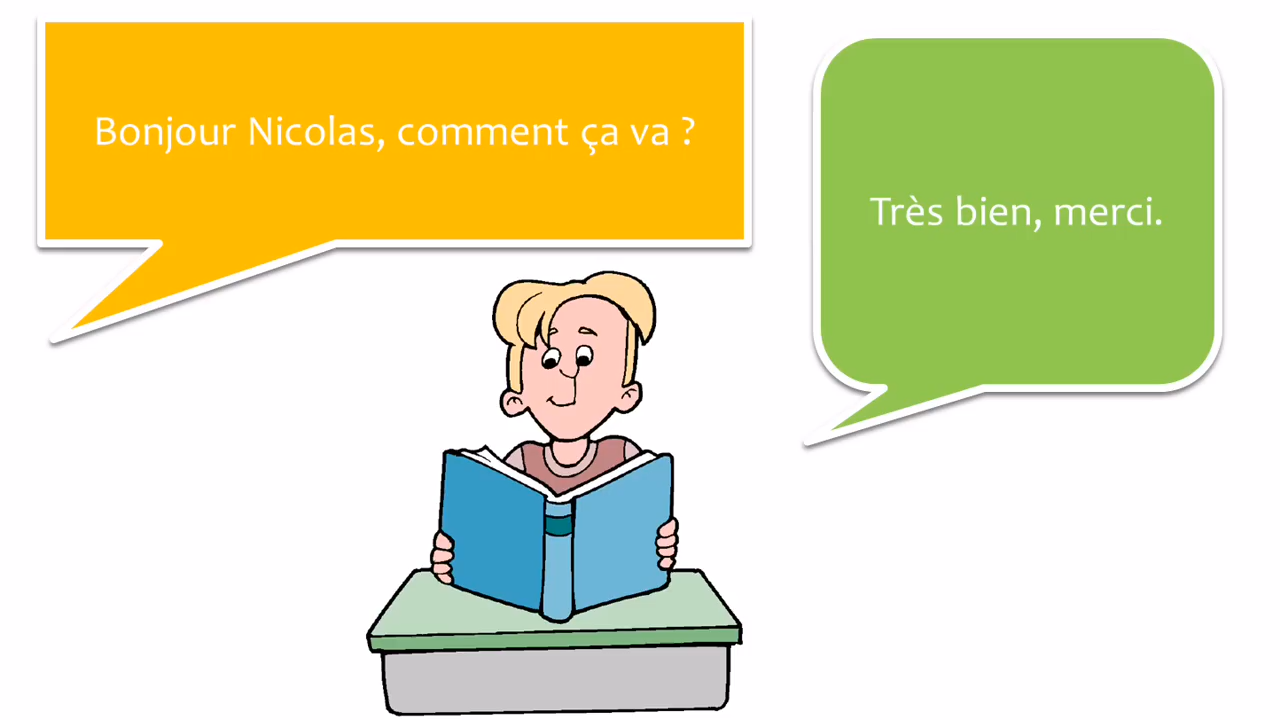 Bonjour Nicolas, comment ça va ?
Très bien, merci.